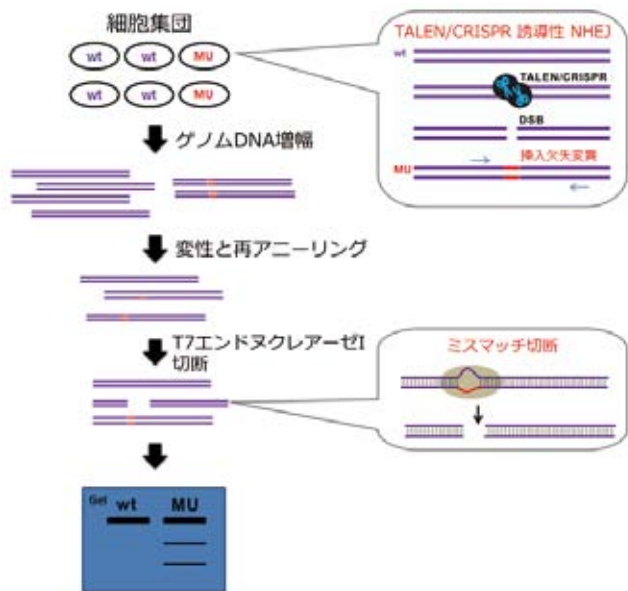 細胞集団
wt wt MU
wt wt MU
ゲノムDNA増幅
変性と再アニーリング
T7エンドヌクレアーゼI
切断
Gel wt MU
TALEN/CRISPR 誘導性 NHEJ
wt
TALEN/CRISPR
DSB
挿入欠失変異
MU
ミスマッチ切断